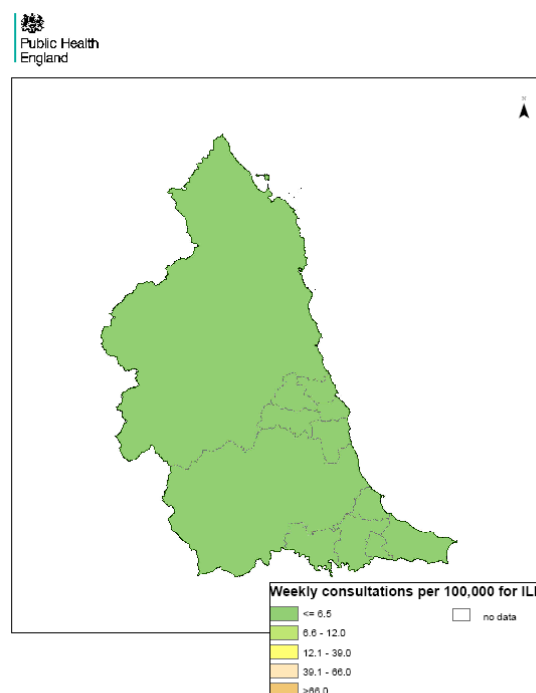 Public Health
England
N
Weekly consultations per 100,000 for ILI
<= 6.5
6.6 - 12.0
12.1 - 39.0
39.1 - 66.0
>66.0
no data